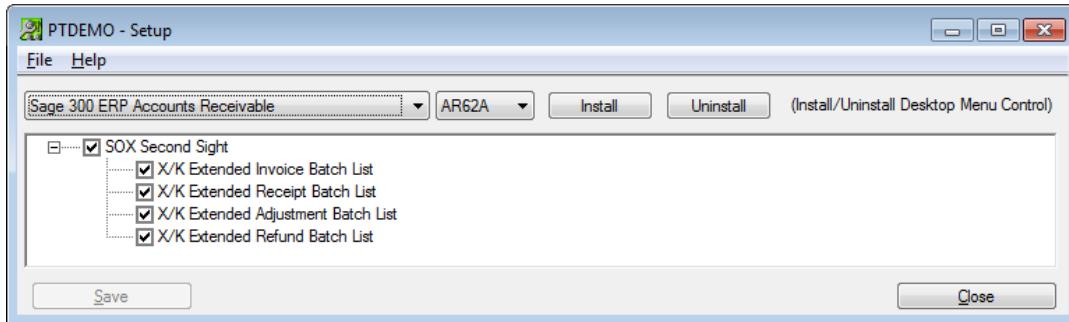 PTDEMO - Setup
File Help
Sage 300 ERP Accounts Receivable AR62A Install Uninstall (Install/Uninstall Desktop Menu Control)
SOX Second Sight
X/K Extended Invoice Batch List
X/K Extended Receipt Batch List
X/K Extended Adjustment Batch List
X/K Extended Refund Batch List
Save Close